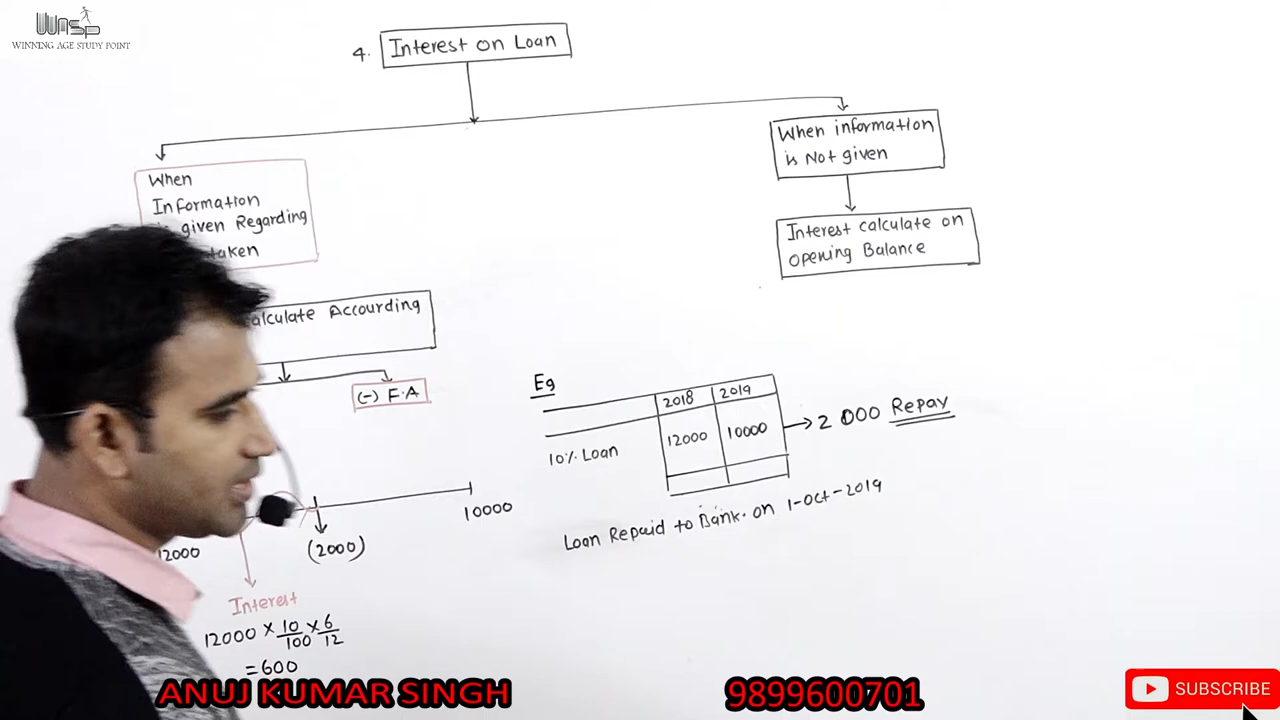 WASP
WINNING AGE STUDY POINT
4. Interest on Loan
When
Information
given Regarding
taken
When information
is Not given
Interest calculate on
opening Balance
alculate Accourding
(-) F.A
Eg
2018 2019
10% Loan 12000 10000
2000 Repay
Loan Repaid to Bank. on 1-Oct-2019
12000
(2000)
10000
Interest
12000 × 10/100 × 6/12
=600
ANUJ KUMAR SINGH
9899600701
SUBSCRIBE